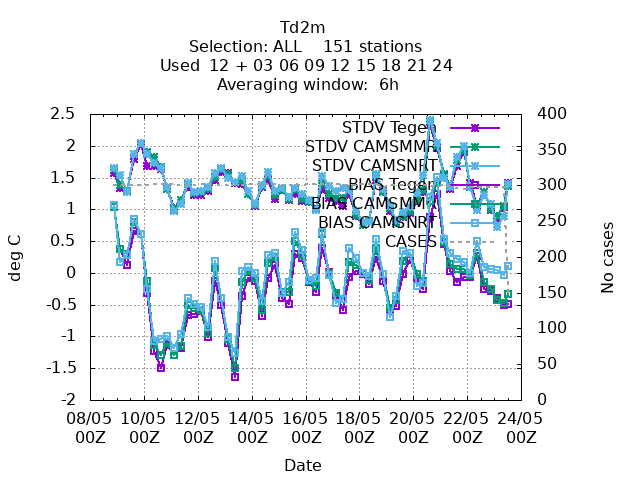 Td2m
Selection: ALL 151 stations
Used 12 + 03 06 09 12 15 18 21 24
Averaging window: 6h
2.5
2
1.5
1
0.5
0
-0.5
-1
-1.5
-2
deg C
400
350
300
250
200
150
100
50
0
No cases
STDV Tegen
STDV CAMSMMR
STDV CAMSNRT
BIAS Tegen
BIAS CAMSMMR
BIAS CAMSNRT
CASES
08/05 10/05 12/05 14/05 16/05 18/05 20/05 22/05 24/05
00Z 00Z 00Z 00Z 00Z 00Z 00Z 00Z 00Z
Date